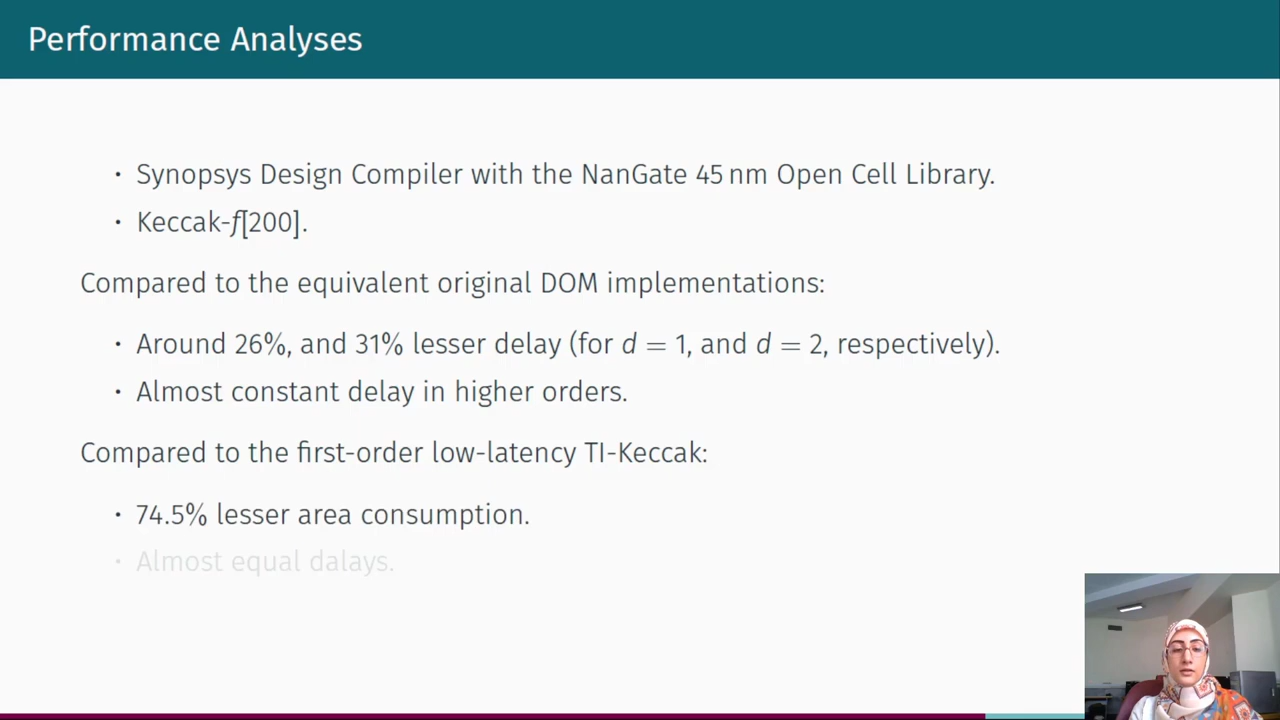 Performance Analyses
· Synopsys Design Compiler with the NanGate 45 nm Open Cell Library.
· Keccak-f[200].
Compared to the equivalent original DOM implementations:
· Around 26%, and 31% lesser delay (for d = 1, and d = 2, respectively).
· Almost constant delay in higher orders.
Compared to the first-order low-latency TI-Keccak:
· 74.5% lesser area consumption.
· Almost equal dalays.